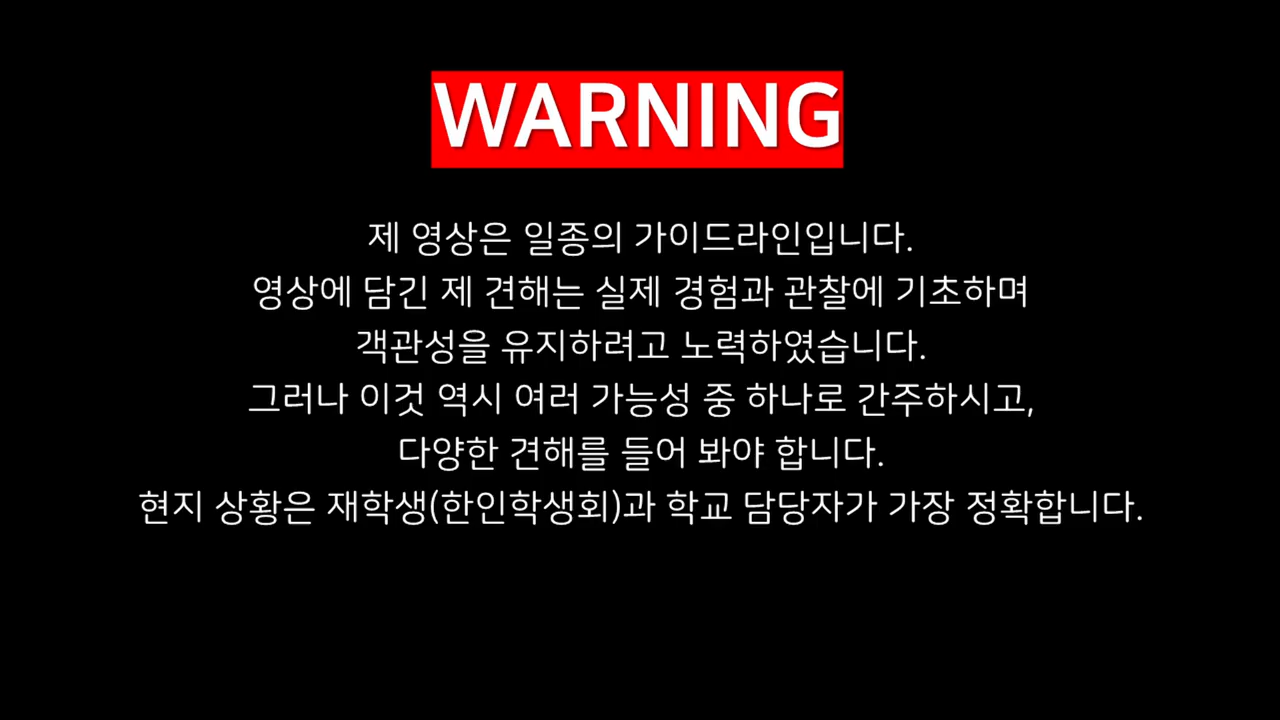 WARNING
제 영상은 일종의 가이드라인입니다.
영상에 담긴 제 견해는 실제 경험과 관찰에 기초하며
객관성을 유지하려고 노력하였습니다.
그러나 이것 역시 여러 가능성 중 하나로 간주하시고,
다양한 견해를 들어 봐야 합니다.
현지 상황은 재학생(한인학생회)과 학교 담당자가 가장 정확합니다.